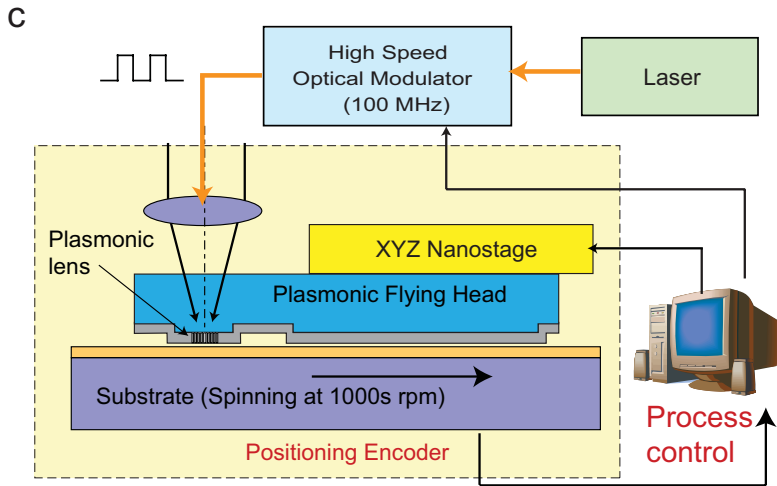 C
High Speed
Optical Modulator
(100 MHz)
Laser
Plasmonic
lens
XYZ Nanostage
Plasmonic Flying Head
Substrate (Spinning at 1000s rpm)
Positioning Encoder
Process
control